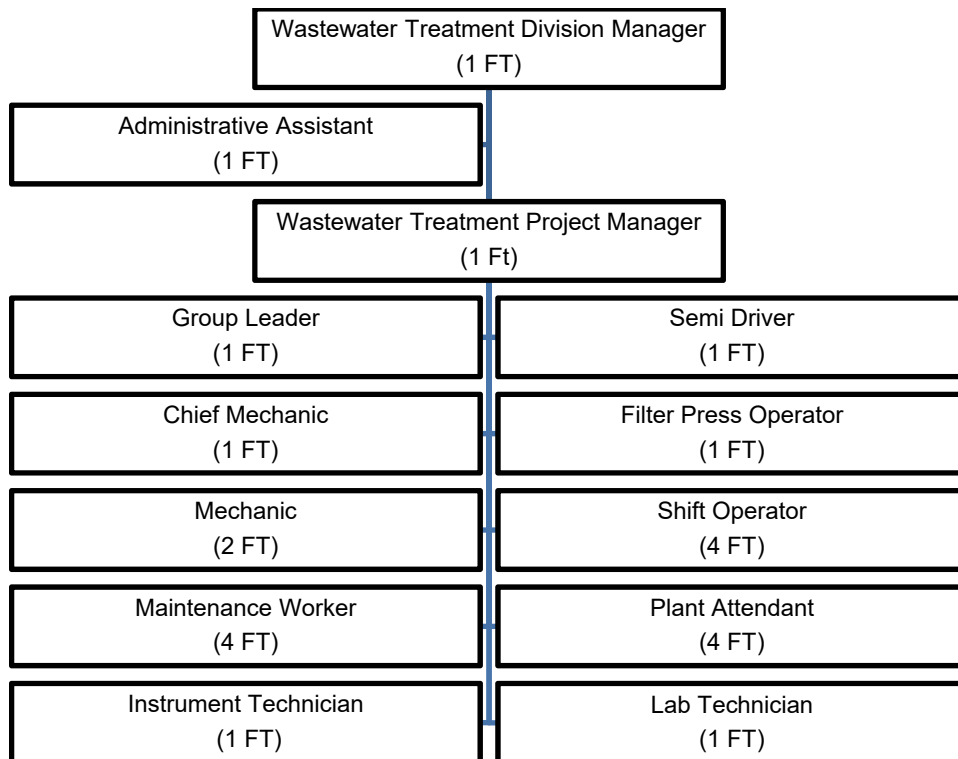 Wastewater Treatment Division Manager
(1 FT)
Administrative Assistant
(1 FT)
Wastewater Treatment Project Manager
(1 Ft)
Group Leader
(1 FT)
Semi Driver
(1 FT)
Chief Mechanic
(1 FT)
Filter Press Operator
(1 FT)
Mechanic
(2 FT)
Shift Operator
(4 FT)
Maintenance Worker
(4 FT)
Plant Attendant
(4 FT)
Instrument Technician
(1 FT)
Lab Technician
(1 FT)